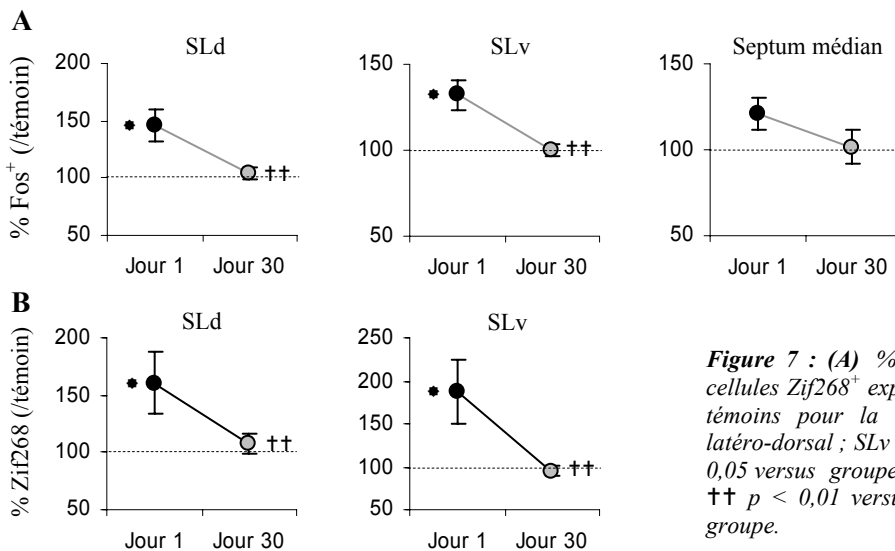 A
SLd
SLv
Septum médian
% Fos⁺ (/témoin)
200
150
100
50
††
Jour 1
Jour 30
150
100
50
††
Jour 1
Jour 30
150
100
50
Jour 1
Jour 30
B
SLd
SLv
% Zif268 (/témoin)
200
150
100
50
††
Jour 1
Jour 30
250
200
150
100
50
††
Jour 1
Jour 30
Figure 7 : (A) %
cellules Zif268⁺ exp
témoins pour la
latéro-dorsal ; SLv
0,05 versus groupe
†† p < 0,01 versu
groupe.